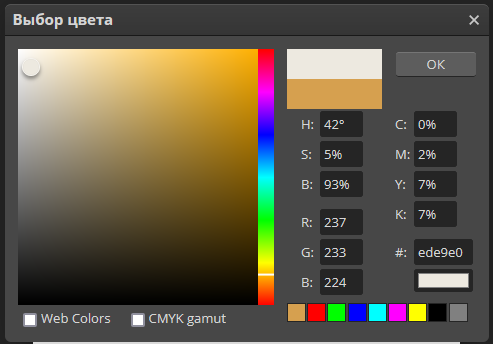 Выбор цвета
OK
H: 42° C: 0%
S: 5% M: 2%
B: 93% Y: 7%
K: 7%
R: 237
G: 233 #: ede9e0
B: 224
Web Colors CMYK gamut